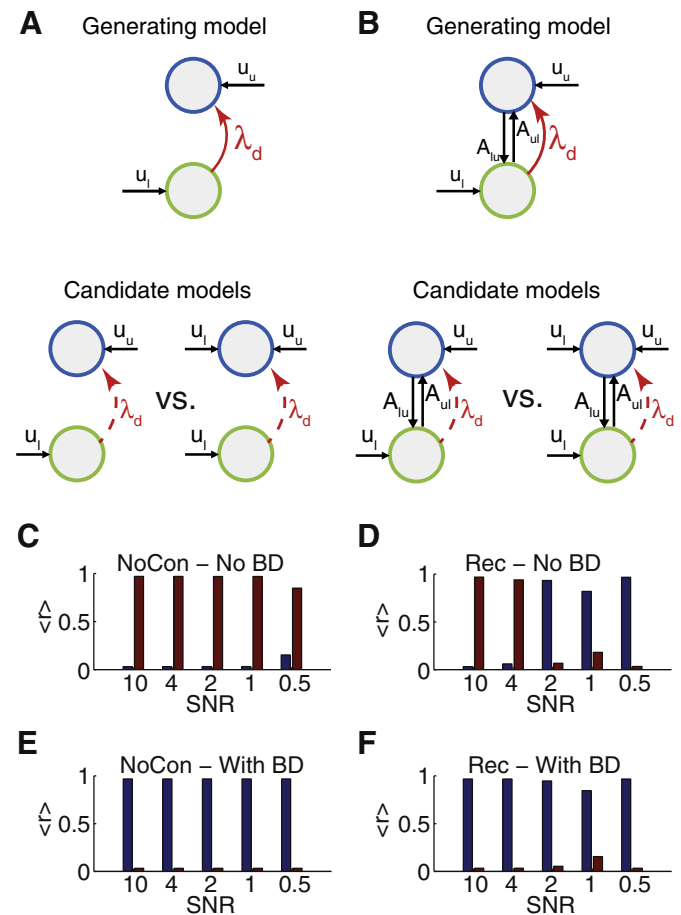 A
Generating model
u_u
λ_d
u_l
B
Generating model
u_u
A_lu
A_ul
λ_d
u_l
Candidate models
u_u
λ_d
u_l
vs.
u_l
u_u
λ_d
u_l
Candidate models
u_u
A_lu
A_ul
λ_d
u_l
vs.
u_l
u_u
A_lu
A_ul
λ_d
u_l
C
NoCon – No BD
<r>
1
0.5
0
10 4 2 1 0.5
SNR
D
Rec – No BD
<r>
1
0.5
0
10 4 2 1 0.5
SNR
E
NoCon – With BD
<r>
1
0.5
0
10 4 2 1 0.5
SNR
F
Rec – With BD
<r>
1
0.5
0
10 4 2 1 0.5
SNR